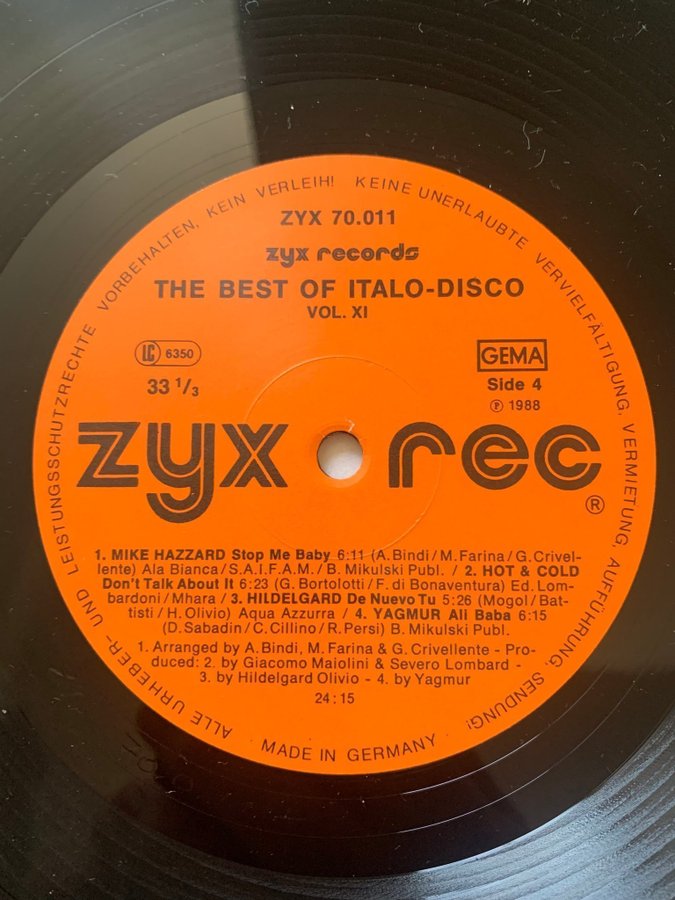 ALLE URHEBER- UND LEISTUNGSSCHUTZRECHTE VORBEHALTEN, KEIN VERLEIH! KEINE UNERLAUBTE VERVIELFÄLTIGUNG, VERMIETUNG, AUFFÜHRUNG, SENDUNG!
ZYX 70.011
zyx records
THE BEST OF ITALO-DISCO
VOL. XI
LC 6350
GEMA
33 1/3
Side 4
℗ 1988
zyx rec ®
1. MIKE HAZZARD Stop Me Baby 6:11 (A. Bindi/M. Farina/G. Crivel-
lente) Ala Bianca/S.A.I.F.A.M./B. Mikulski Publ. / 2. HOT & COLD
Don't Talk About It 6:23 (G. Bortolotti/F. di Bonaventura) Ed. Lom-
bardoni/Mhara / 3. HILDELGARD De Nuevo Tu 5:26 (Mogol/Bat-
tisti/H. Olivio) Aqua Azzurra / 4. YAGMUR Ali Baba 6:15
(D. Sabadin/C. Cillino/R. Persi) B. Mikulski Publ.
1. Arranged by A. Bindi, M. Farina & G. Crivellente - Pro-
duced: 2. by Giacomo Maiolini & Severo Lombard -
3. by Hildelgard Olivio - 4. by Yagmur
24:15
· MADE IN GERMANY ·